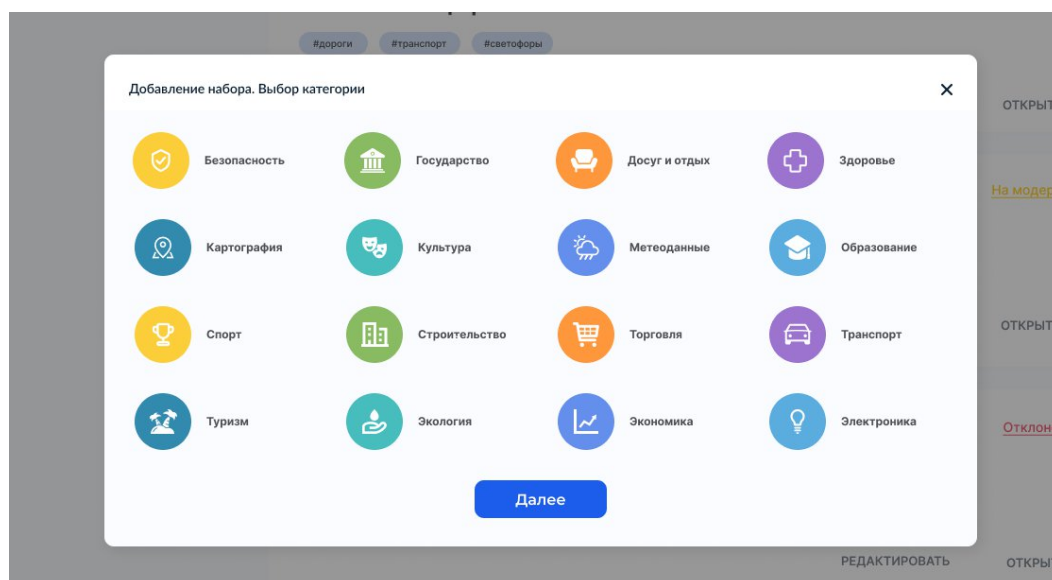 #дороги #транспорт #светофоры
Добавление набора. Выбор категории
ОТКРЫТ
Безопасность Государство Досуг и отдых Здоровье
На модер
Картография Культура Метеоданные Образование
ОТКРЫТ
Спорт Строительство Торговля Транспорт
Туризм Экология Экономика Электроника
Отклон
Далее
РЕДАКТИРОВАТЬ ОТКРЫ